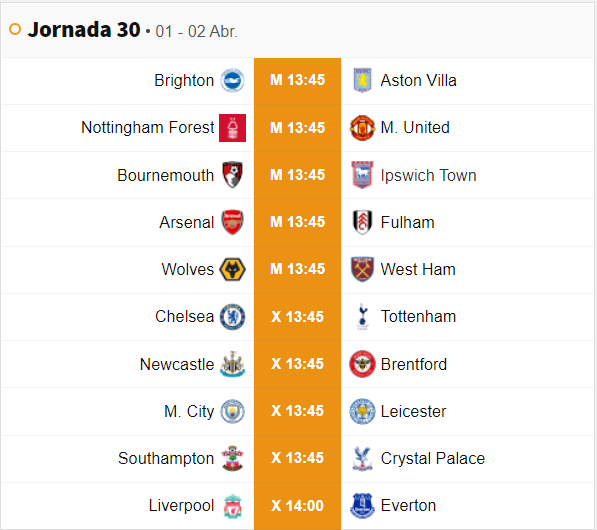 Jornada 30 • 01 - 02 Abr.
Brighton M 13:45 Aston Villa
Nottingham Forest M 13:45 M. United
Bournemouth M 13:45 Ipswich Town
Arsenal M 13:45 Fulham
Wolves M 13:45 West Ham
Chelsea X 13:45 Tottenham
Newcastle X 13:45 Brentford
M. City X 13:45 Leicester
Southampton X 13:45 Crystal Palace
Liverpool X 14:00 Everton